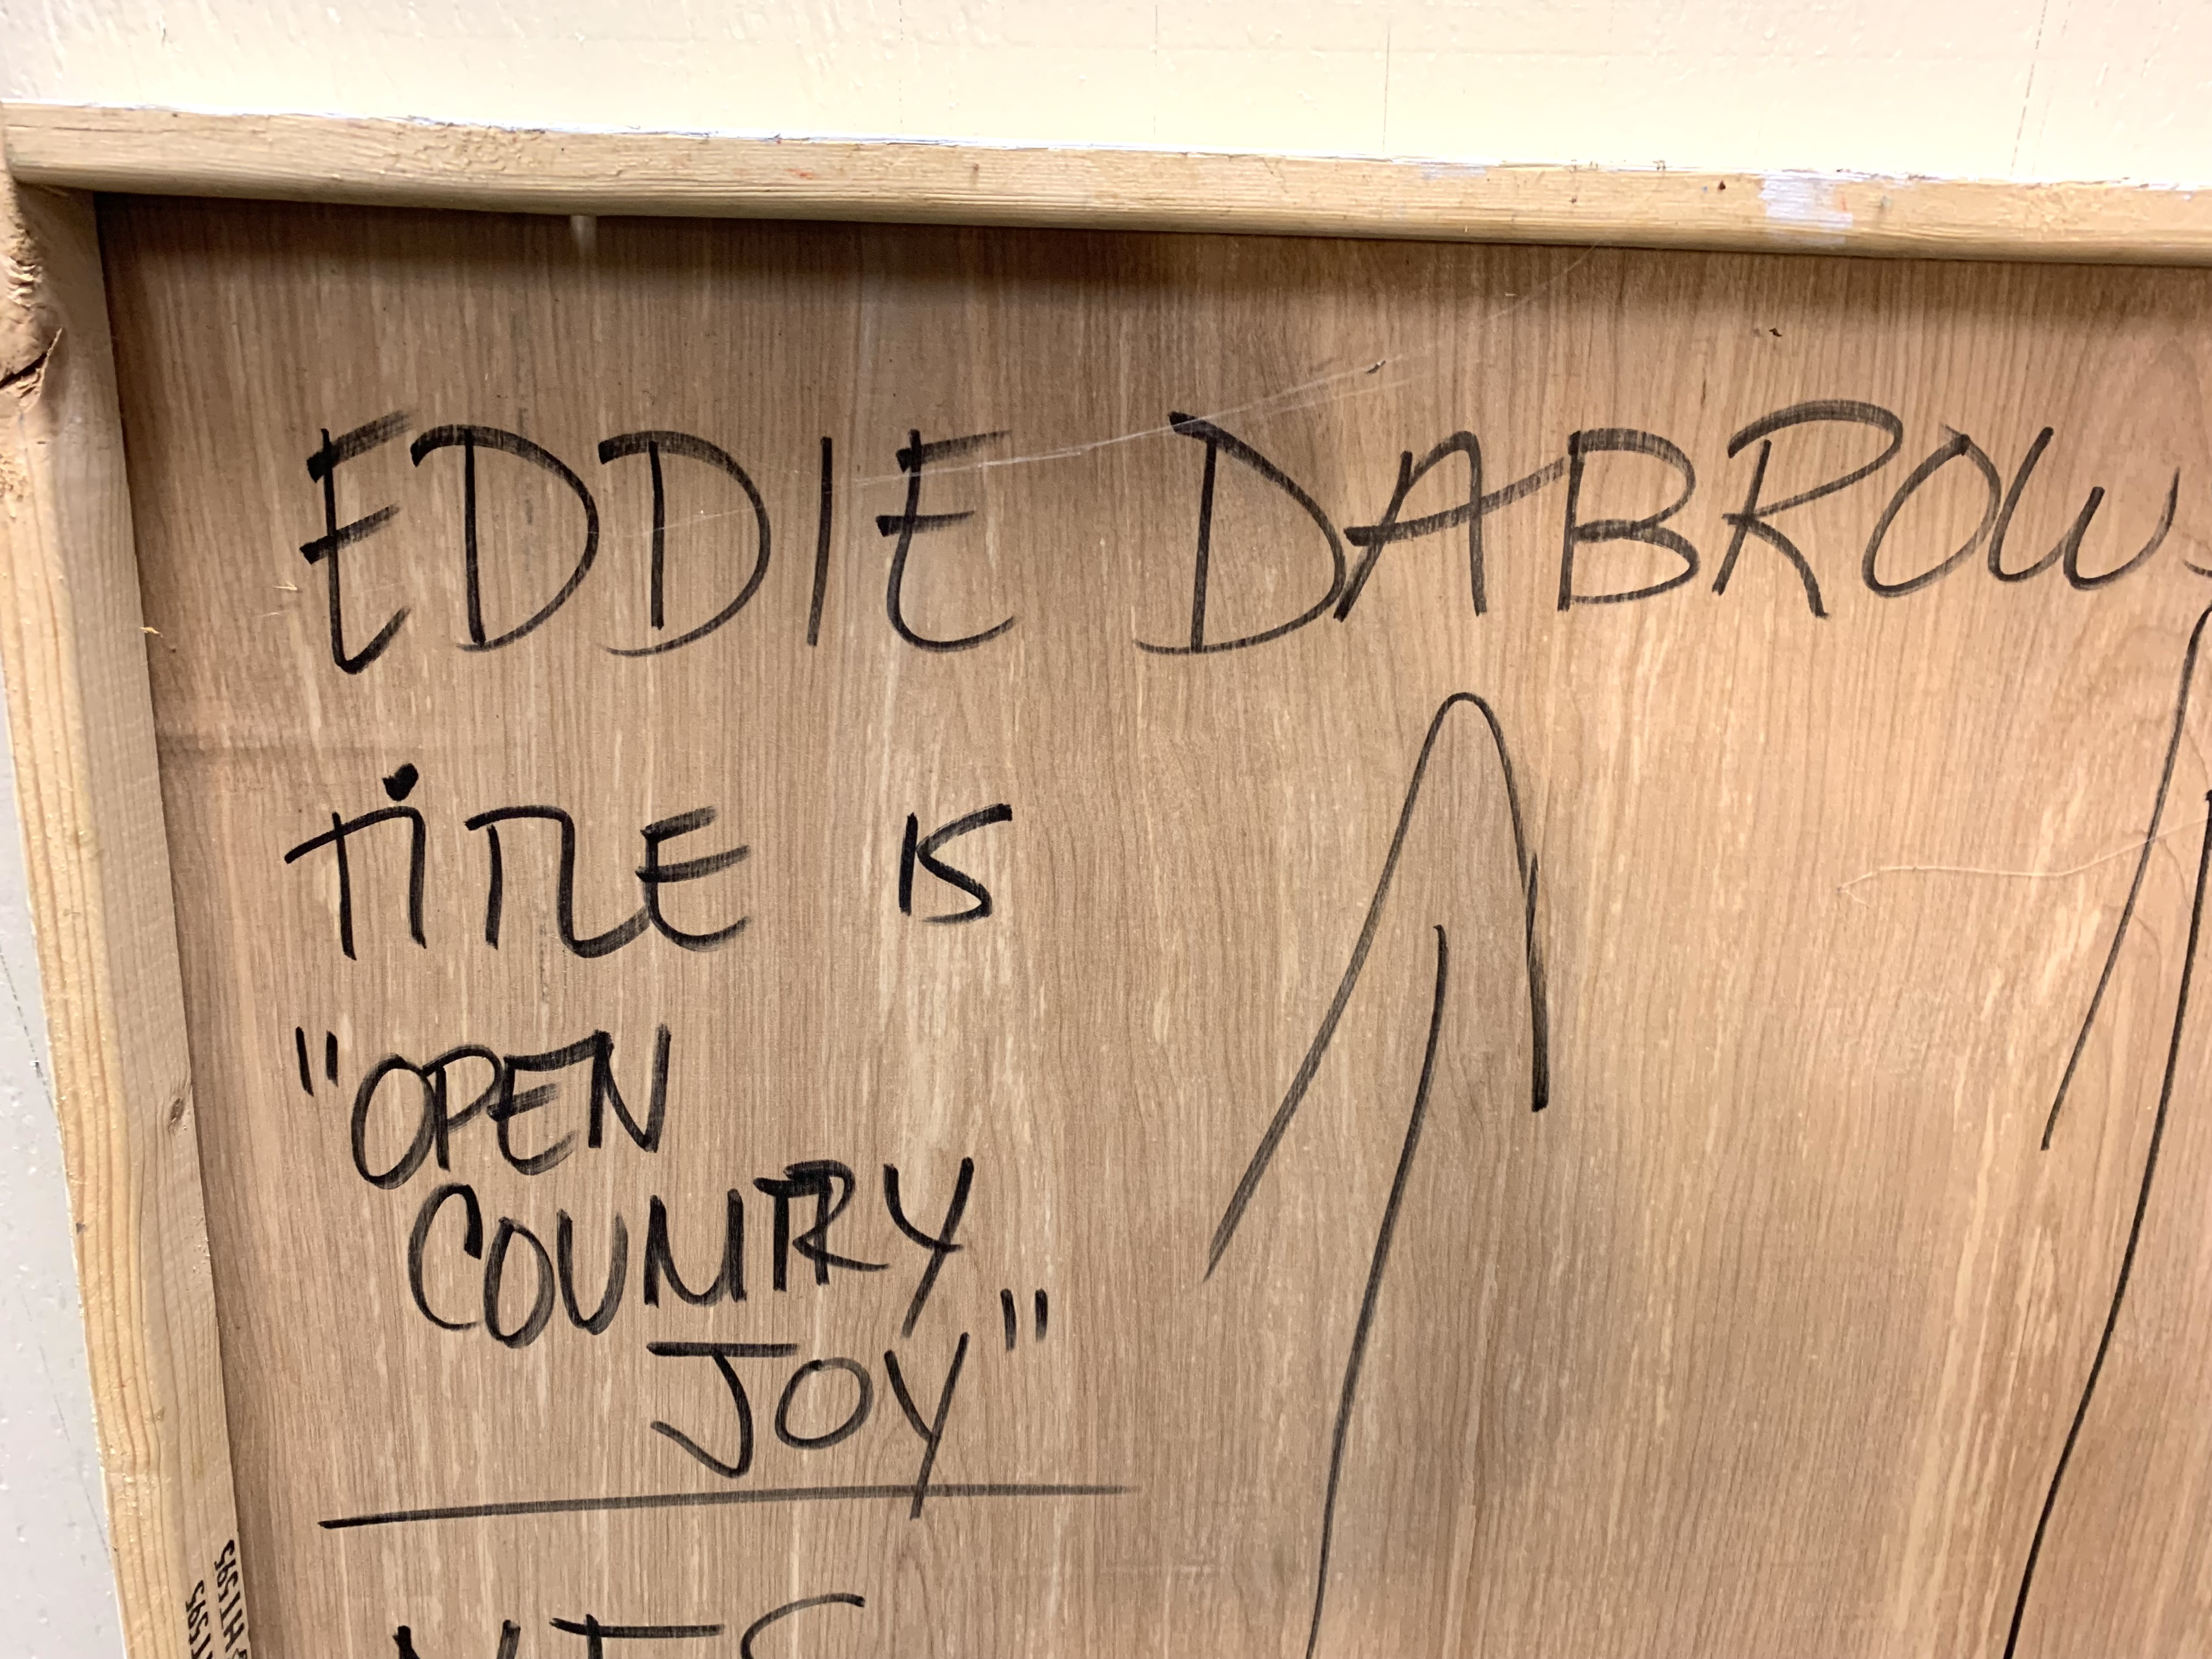 EDDIE DABROW
TITLE IS
"OPEN
COUNTRY
JOY"